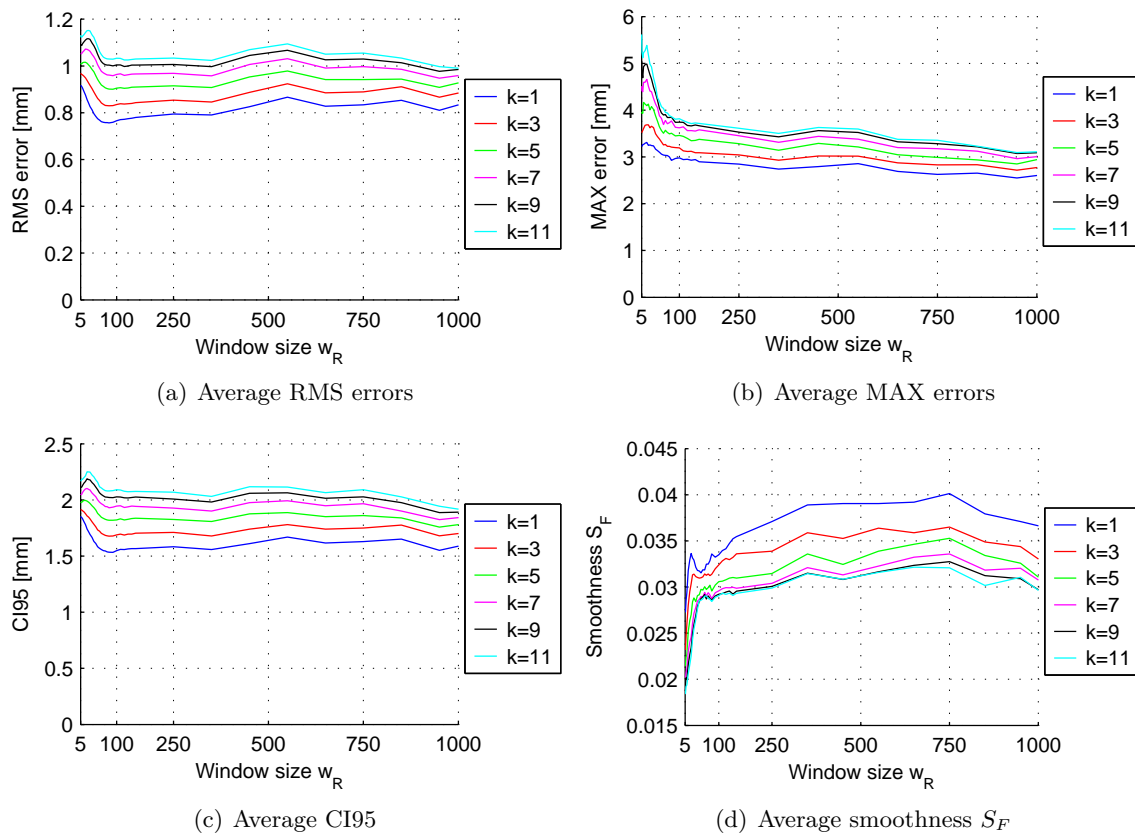 1.2
1
0.8
0.6
0.4
0.2
0
RMS error [mm]
5 100 250 500 750 1000
Window size w_R
k=1
k=3
k=5
k=7
k=9
k=11
(a) Average RMS errors
6
5
4
3
2
1
0
MAX error [mm]
5 100 250 500 750 1000
Window size w_R
k=1
k=3
k=5
k=7
k=9
k=11
(b) Average MAX errors
2.5
2
1.5
1
0.5
0
CI95 [mm]
5 100 250 500 750 1000
Window size w_R
k=1
k=3
k=5
k=7
k=9
k=11
(c) Average CI95
0.045
0.04
0.035
0.03
0.025
0.02
0.015
Smoothness S_F
5 100 250 500 750 1000
Window size w_R
k=1
k=3
k=5
k=7
k=9
k=11
(d) Average smoothness S_F